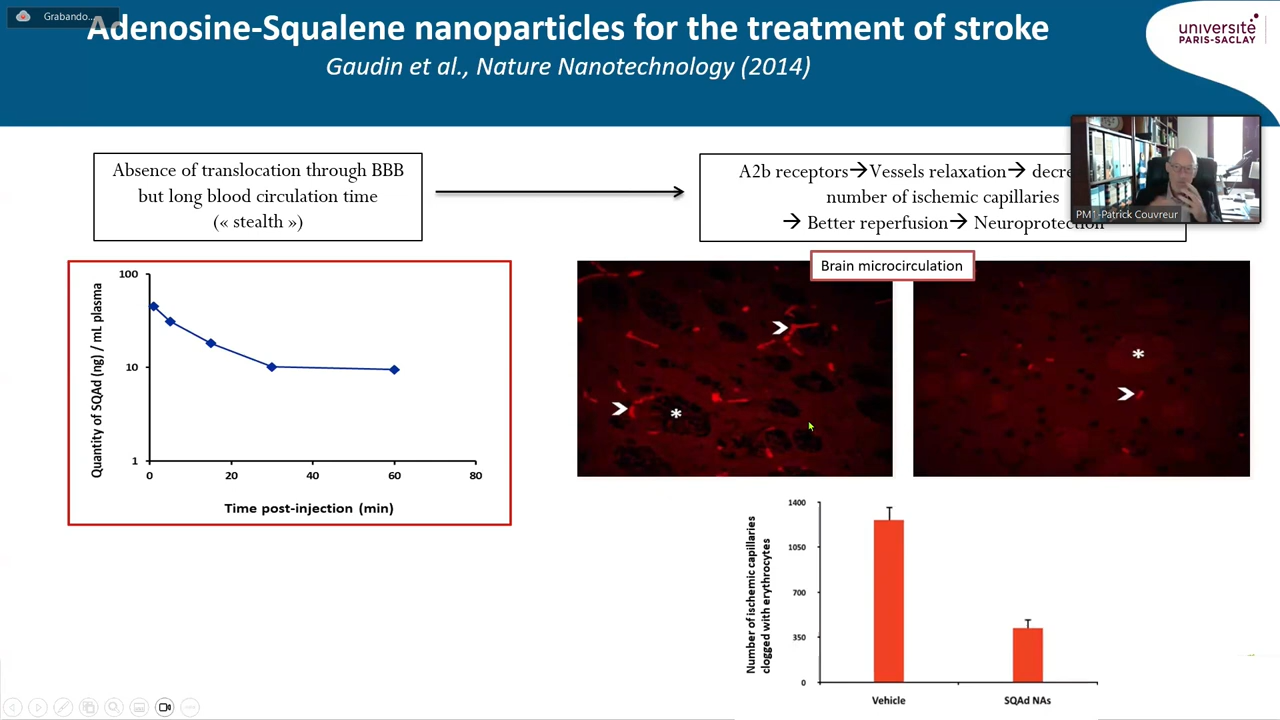 Grabando...
Adenosine-Squalene nanoparticles for the treatment of stroke
Gaudin et al., Nature Nanotechnology (2014)
université
PARIS-SACLAY
Absence of translocation through BBB
but long blood circulation time
(« stealth »)
A2b receptors→Vessels relaxation→ decre
number of ischemic capillaries
→ Better reperfusion→ Neuroprotection
PM1-Patrick Couvreur
Brain microcirculation
Quantity of SQAd (ng) / mL plasma
100
10
1
0
20
40
60
80
Time post-injection (min)
*
*
Number of ischemic capillaries
clogged with erythrocytes
1400
1050
700
350
0
Vehicle
SQAd NAs